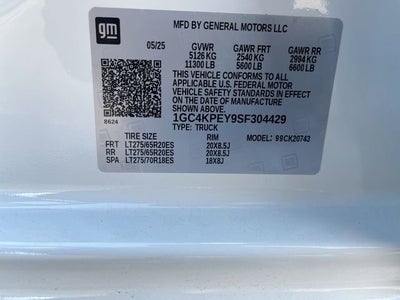 gm
MFD BY GENERAL MOTORS LLC
05/25 GVWR GAWR FRT GAWR RR
5126 KG 2540 KG 2994 KG
11300 LB 5600 LB 6600 LB
THIS VEHICLE CONFORMS TO ALL
APPLICABLE U.S. FEDERAL MOTOR
VEHICLE SAFETY STANDARDS IN EFFECT
ON THE DATE OF MANUFACTURE
SHOWN ABOVE.
1GC4KPEY9SF304429
TYPE: TRUCK
8624
TIRE SIZE RIM 99CK20743
FRT LT275/65R20ES 20X8.5J
RR LT275/65R20ES 20X8.5J
SPA LT275/70R18ES 18X8J